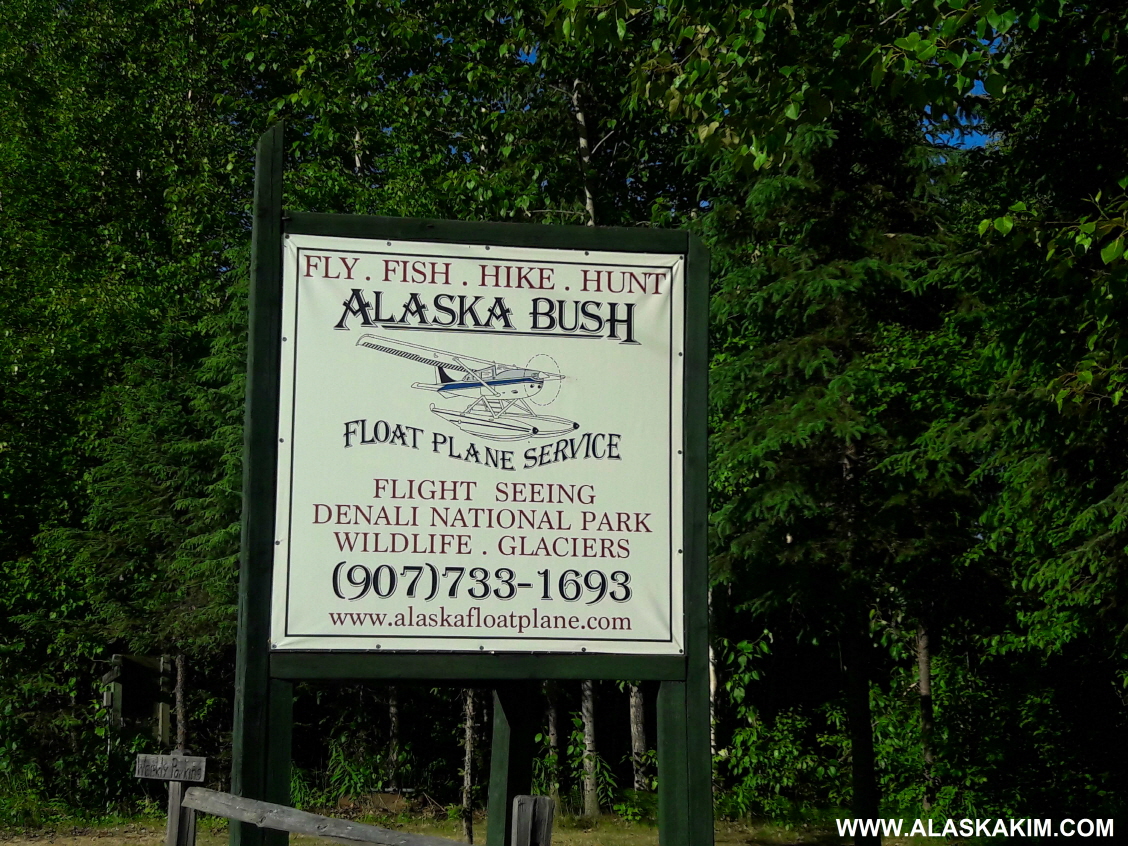 FLY . FISH . HIKE . HUNT
ALASKA BUSH
FLOAT PLANE SERVICE
FLIGHT SEEING
DENALI NATIONAL PARK
WILDLIFE . GLACIERS
(907)733-1693
www.alaskafloatplane.com
Parking
WWW.ALASKAKIM.COM